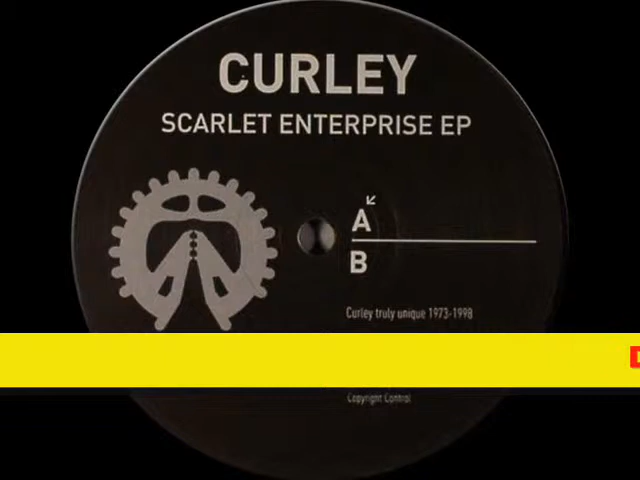 CURLEY
SCARLET ENTERPRISE EP
A
B
Curley truly unique 1973-1998
Copyright Control